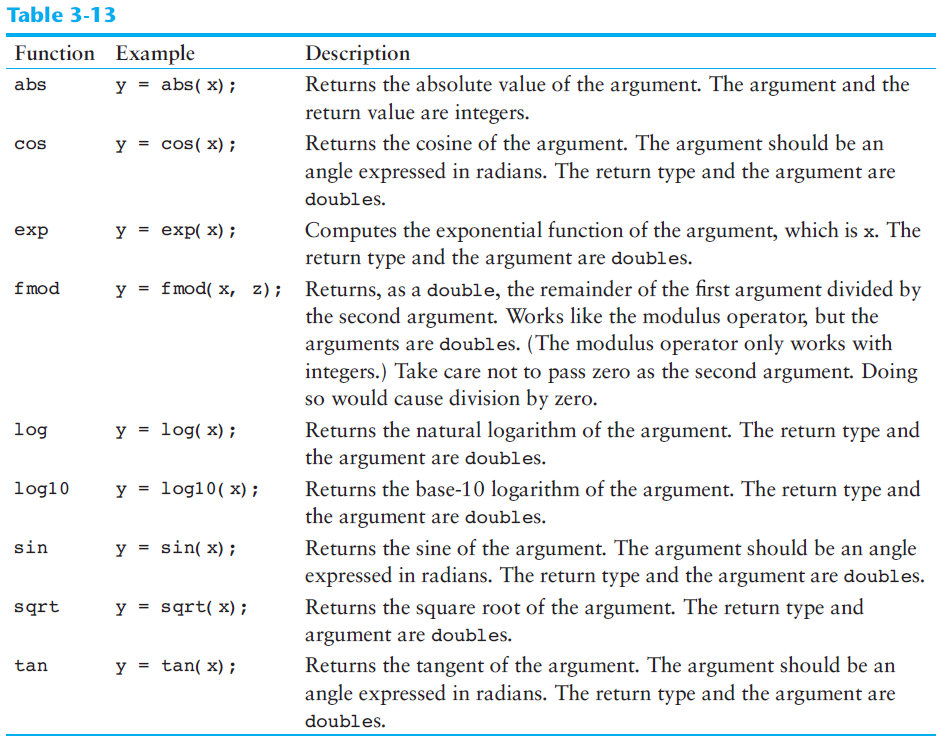 Table 3-13
Function Example Description
abs y = abs(x); Returns the absolute value of the argument. The argument and the
return value are integers.
cos y = cos(x); Returns the cosine of the argument. The argument should be an
angle expressed in radians. The return type and the argument are
doubles.
exp y = exp(x); Computes the exponential function of the argument, which is x. The
return type and the argument are doubles.
fmod y = fmod(x, z); Returns, as a double, the remainder of the first argument divided by
the second argument. Works like the modulus operator, but the
arguments are doubles. (The modulus operator only works with
integers.) Take care not to pass zero as the second argument. Doing
so would cause division by zero.
log y = log(x); Returns the natural logarithm of the argument. The return type and
the argument are doubles.
log10 y = log10(x); Returns the base-10 logarithm of the argument. The return type and
the argument are doubles.
sin y = sin(x); Returns the sine of the argument. The argument should be an angle
expressed in radians. The return type and the argument are doubles.
sqrt y = sqrt(x); Returns the square root of the argument. The return type and
argument are doubles.
tan y = tan(x); Returns the tangent of the argument. The argument should be an
angle expressed in radians. The return type and the argument are
doubles.